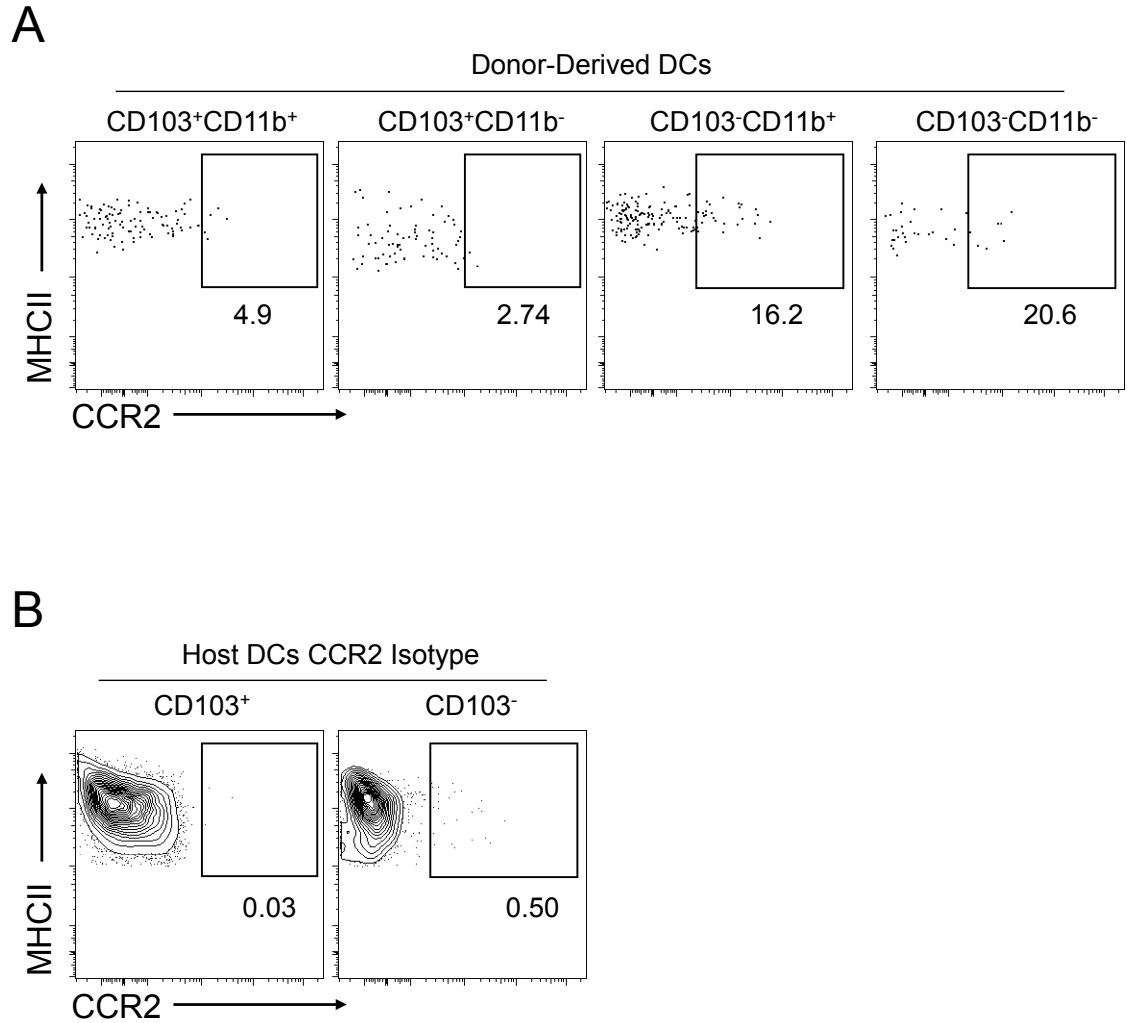 A
Donor-Derived DCs
CD103⁺CD11b⁺ CD103⁺CD11b⁻ CD103⁻CD11b⁺ CD103⁻CD11b⁻
MHCII
4.9 2.74 16.2 20.6
CCR2
B
Host DCs CCR2 Isotype
CD103⁺ CD103⁻
MHCII
0.03 0.50
CCR2